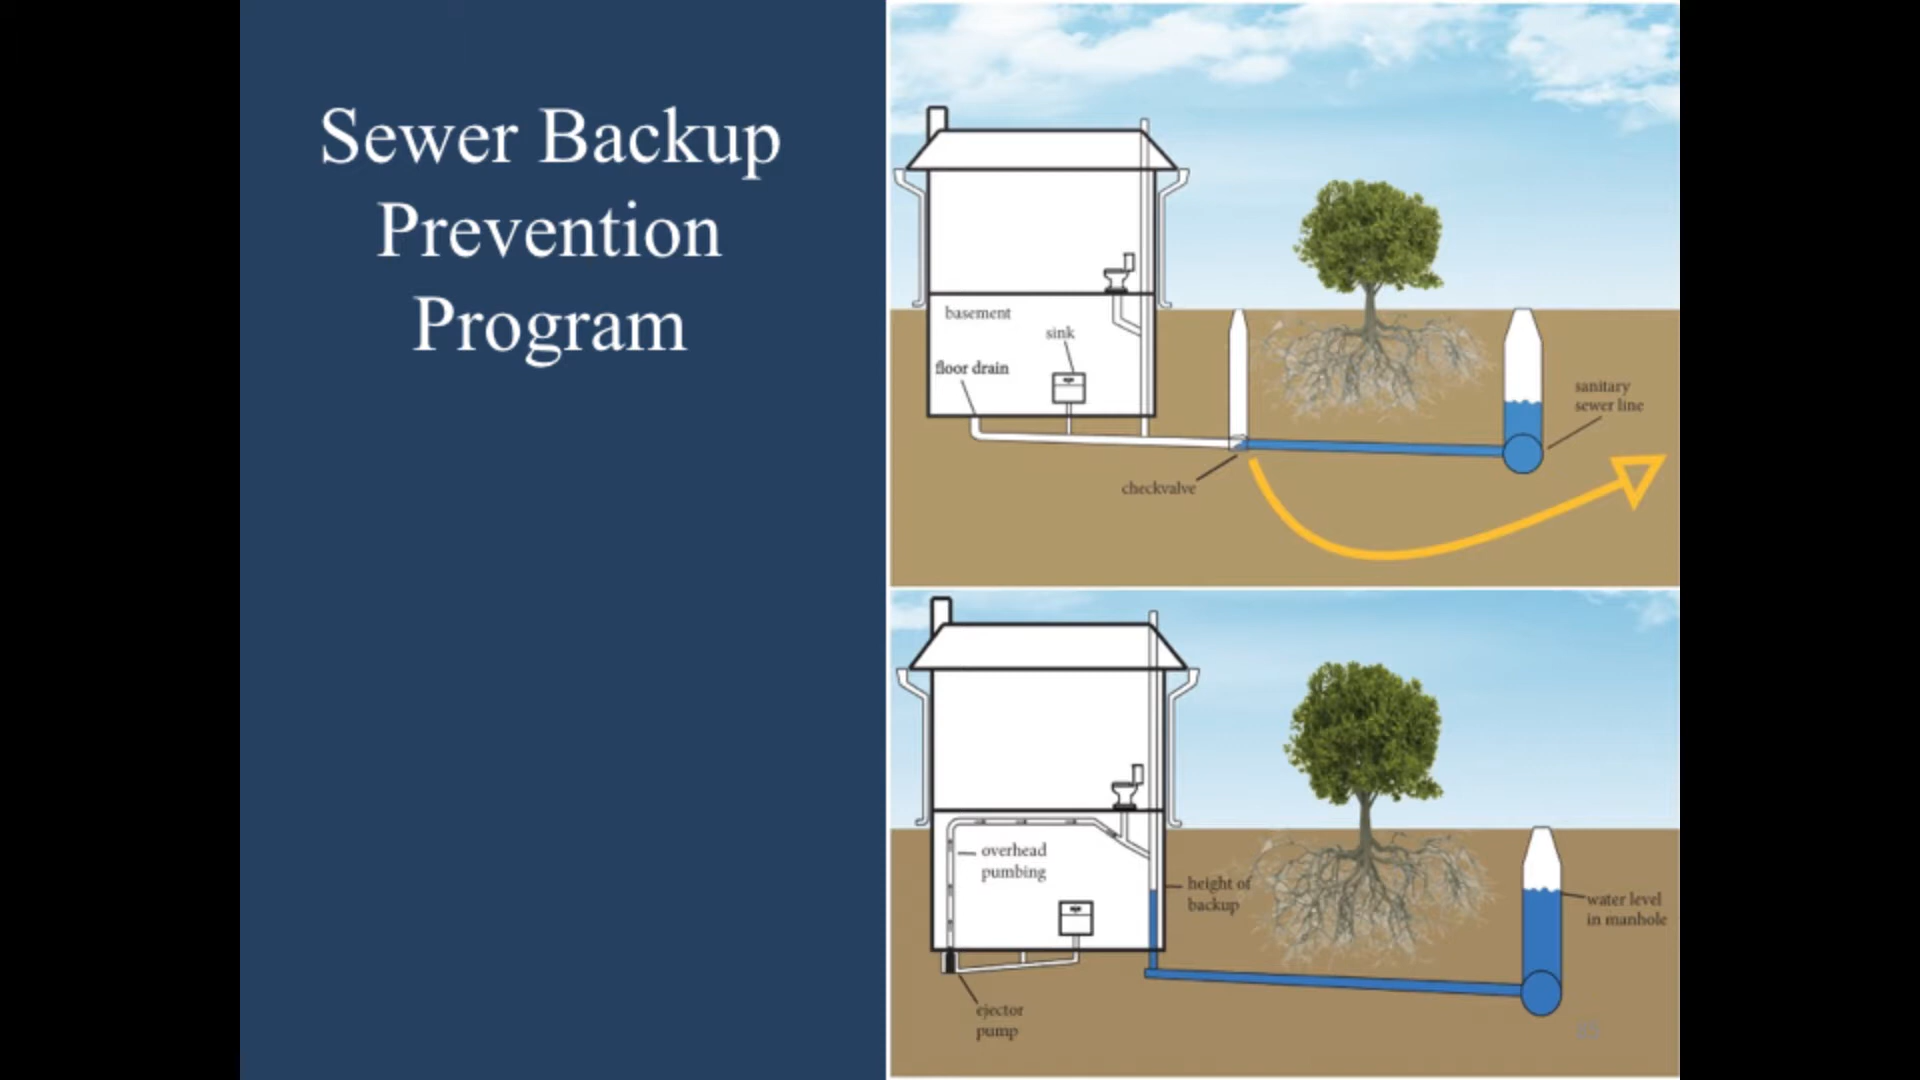 Sewer Backup
Prevention
Program
basement
sink
floor drain
sanitary
sewer line
checkvalve
overhead
pumbing
height of
backup
water level
in manhole
ejector
pump